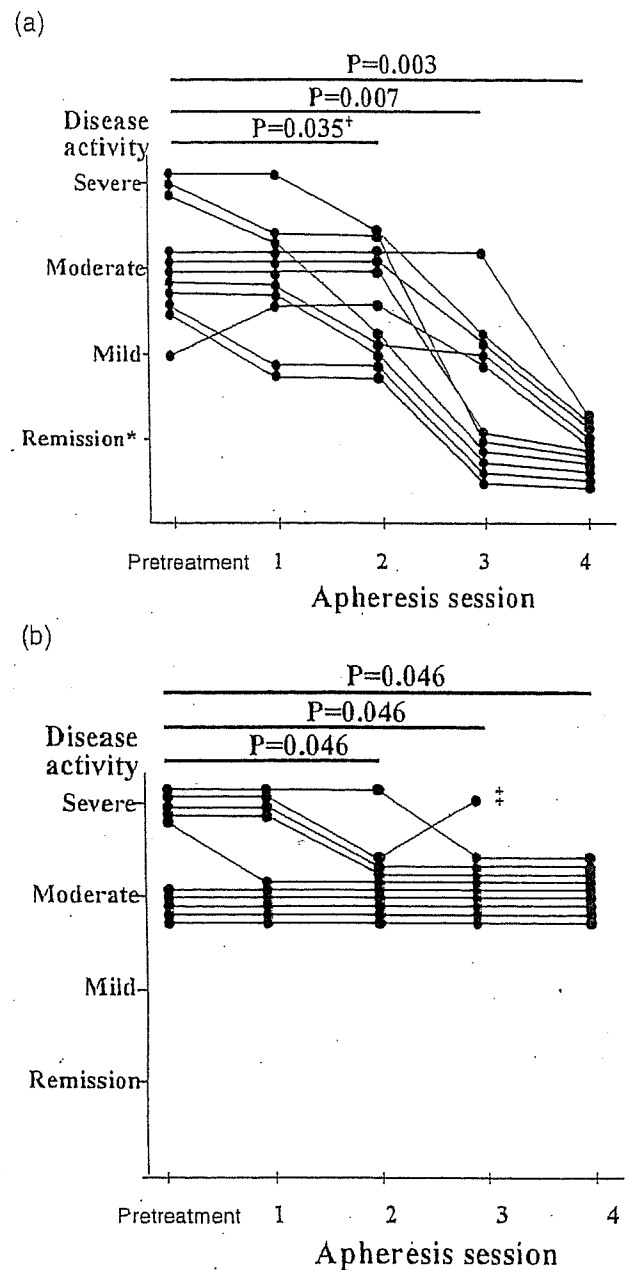 (a)
P=0.003
P=0.007
P=0.035†
Disease
activity
Severe
Moderate
Mild
Remission*
Pretreatment 1 2 3 4
Apheresis session
(b)
P=0.046
P=0.046
P=0.046
Disease
activity
Severe
‡
Moderate
Mild
Remission
Pretreatment 1 2 3 4
Apheresis session